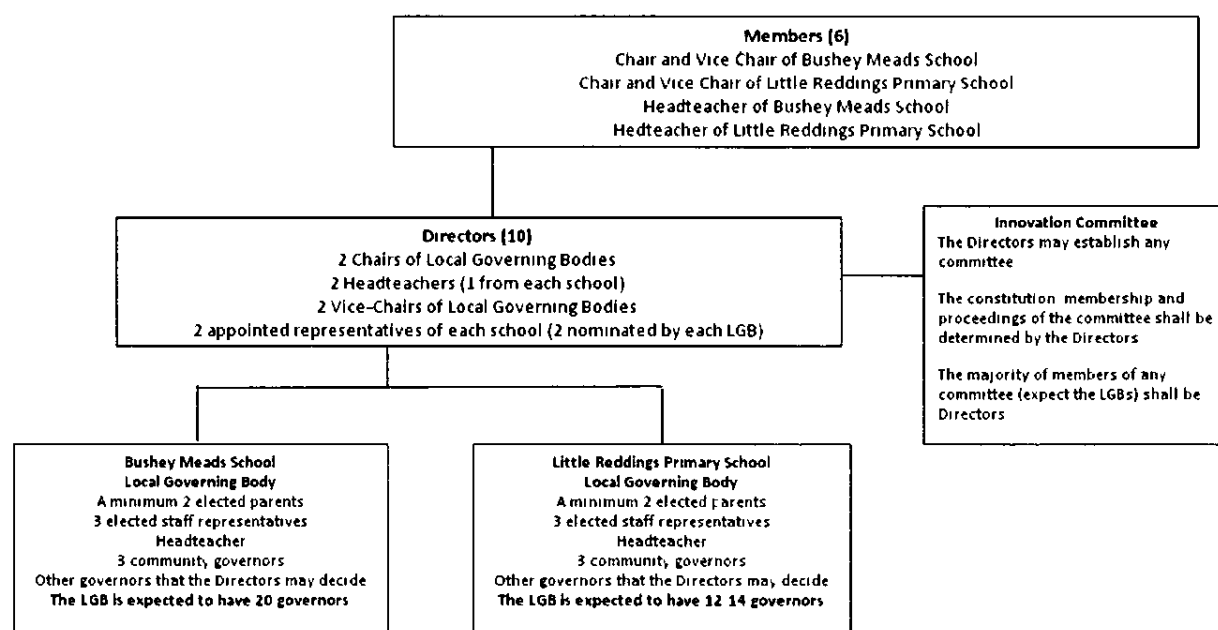 Members (6)
Chair and Vice Chair of Bushey Meads School
Chair and Vice Chair of Little Reddings Primary School
Headteacher of Bushey Meads School
Hedteacher of Little Reddings Primary School
Directors (10)
2 Chairs of Local Governing Bodies
2 Headteachers (1 from each school)
2 Vice-Chairs of Local Governing Bodies
2 appointed representatives of each school (2 nominated by each LGB)
Innovation Committee
The Directors may establish any
committee
The constitution membership and
proceedings of the committee shall be
determined by the Directors
The majority of members of any
committee (expect the LGBs) shall be
Directors
Bushey Meads School
Local Governing Body
A minimum 2 elected parents
3 elected staff representatives
Headteacher
3 community governors
Other governors that the Directors may decide
The LGB is expected to have 20 governors
Little Reddings Primary School
Local Governing Body
A minimum 2 elected parents
3 elected staff representatives
Headteacher
3 community governors
Other governors that the Directors may decide
The LGB is expected to have 12 14 governors